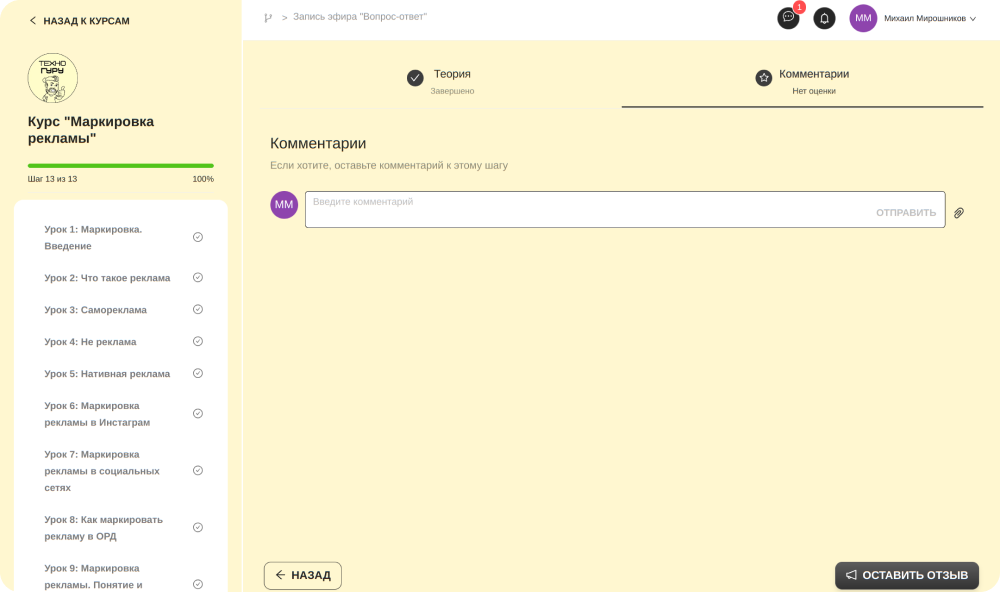 НАЗАД К КУРСАМ
> Запись эфира "Вопрос-ответ"
1
ММ
Михаил Мирошников
ТЕХНО
ГУРУ
Курс "Маркировка
рекламы"
Шаг 13 из 13
100%
Урок 1: Маркировка.
Введение
Урок 2: Что такое реклама
Урок 3: Самореклама
Урок 4: Не реклама
Урок 5: Нативная реклама
Урок 6: Маркировка
рекламы в Инстаграм
Урок 7: Маркировка
рекламы в социальных
сетях
Урок 8: Как маркировать
рекламу в ОРД
Урок 9: Маркировка
рекламы. Понятие и
Теория
Завершено
Комментарии
Нет оценки
Комментарии
Если хотите, оставьте комментарий к этому шагу
ММ
Введите комментарий
ОТПРАВИТЬ
НАЗАД
ОСТАВИТЬ ОТЗЫВ